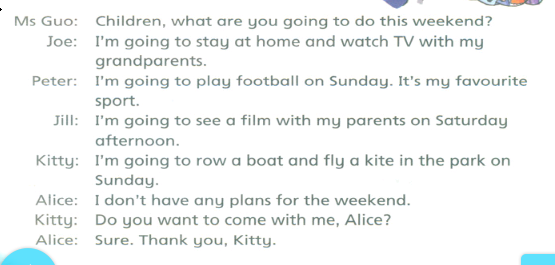 Ms Guo: Children, what are you going to do this weekend?
Joe: I'm going to stay at home and watch TV with my
grandparents.
Peter: I'm going to play football on Sunday. It's my favourite
sport.
Jill: I'm going to see a film with my parents on Saturday
afternoon.
Kitty: I'm going to row a boat and fly a kite in the park on
Sunday.
Alice: I don't have any plans for the weekend.
Kitty: Do you want to come with me, Alice?
Alice: Sure. Thank you, Kitty.